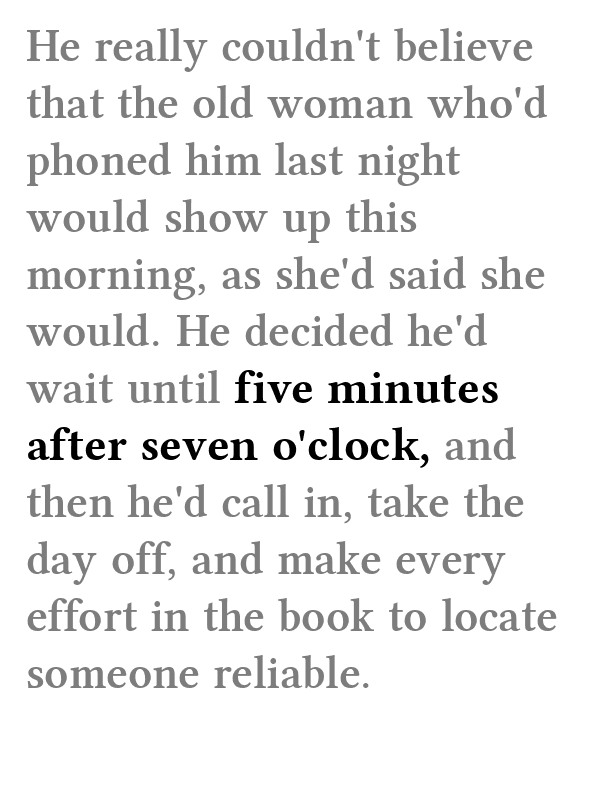 He really couldn't believe
that the old woman who'd
phoned him last night
would show up this
morning, as she'd said she
would. He decided he'd
wait until five minutes
after seven o'clock, and
then he'd call in, take the
day off, and make every
effort in the book to locate
someone reliable.